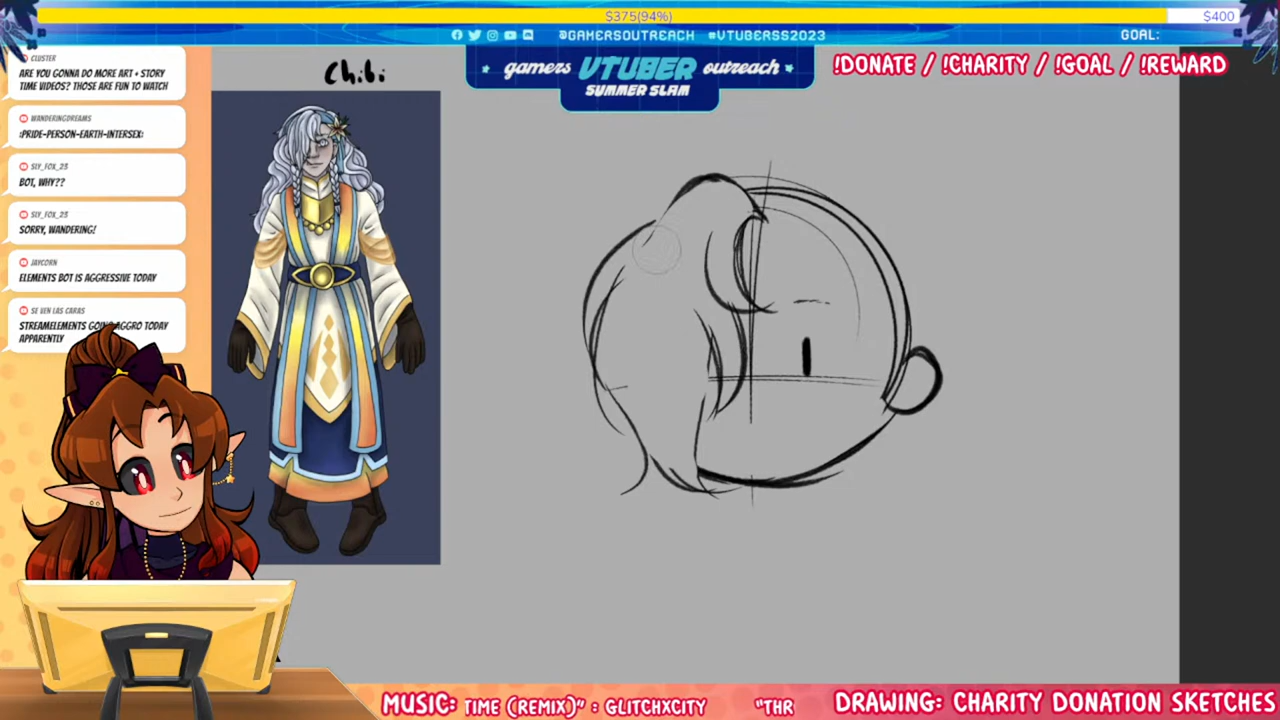 $375(94%)
$400
@GAMERSOUTREACH
#VTUBERSS2023
GOAL:
gamers VTUBER outreach
SUMMER SLAM
!DONATE / !CHARITY / !GOAL / !REWARD
Chibi
CLUSTER
ARE YOU GONNA DO MORE ART + STORY
TIME VIDEOS? THOSE ARE FUN TO WATCH
WANDERINGDREAMS
:PRIDE-PERSON-EARTH-INTERSEX:
SLY_FOX_23
BOT, WHY??
SLY_FOX_23
SORRY, WANDERING!
JAYCORN
ELEMENTS BOT IS AGGRESSIVE TODAY
SE VEN LAS CARAS
STREAMELEMENTS GOING AGGRO TODAY
APPARENTLY
MUSIC: TIME (REMIX)" : GLITCHXCITY "THR
DRAWING: CHARITY DONATION SKETCHES